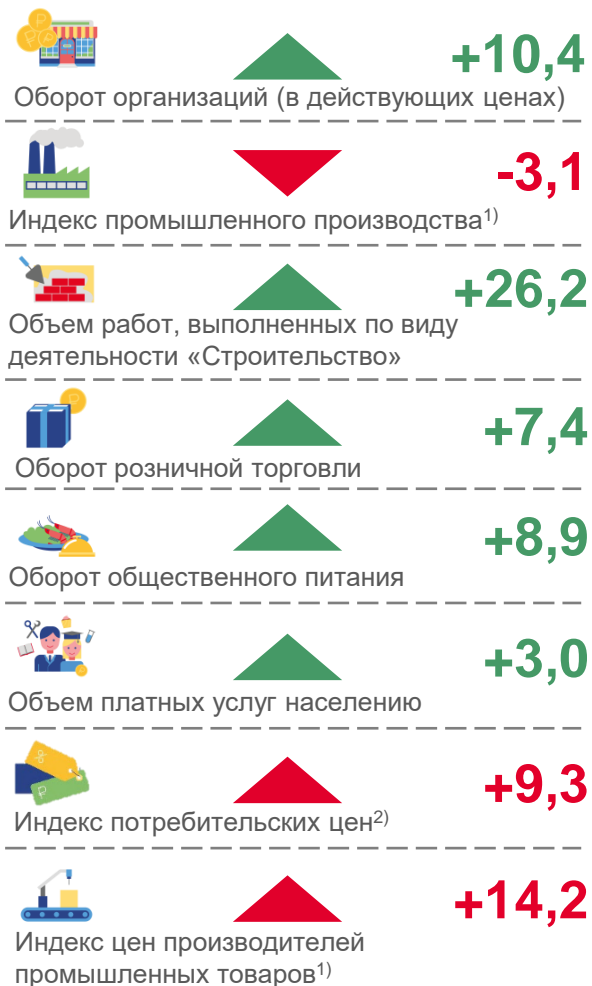 +10,4
Оборот организаций (в действующих ценах)
-3,1
Индекс промышленного производства1)
+26,2
Объем работ, выполненных по виду
деятельности «Строительство»
+7,4
Оборот розничной торговли
+8,9
Оборот общественного питания
+3,0
Объем платных услуг населению
+9,3
Индекс потребительских цен2)
+14,2
Индекс цен производителей
промышленных товаров1)